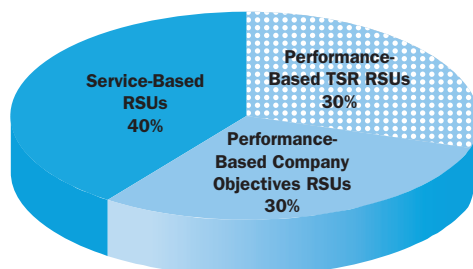 Service-Based
RSUs
40%
Performance-
Based TSR RSUs
30%
Performance-
Based Company
Objectives RSUs
30%